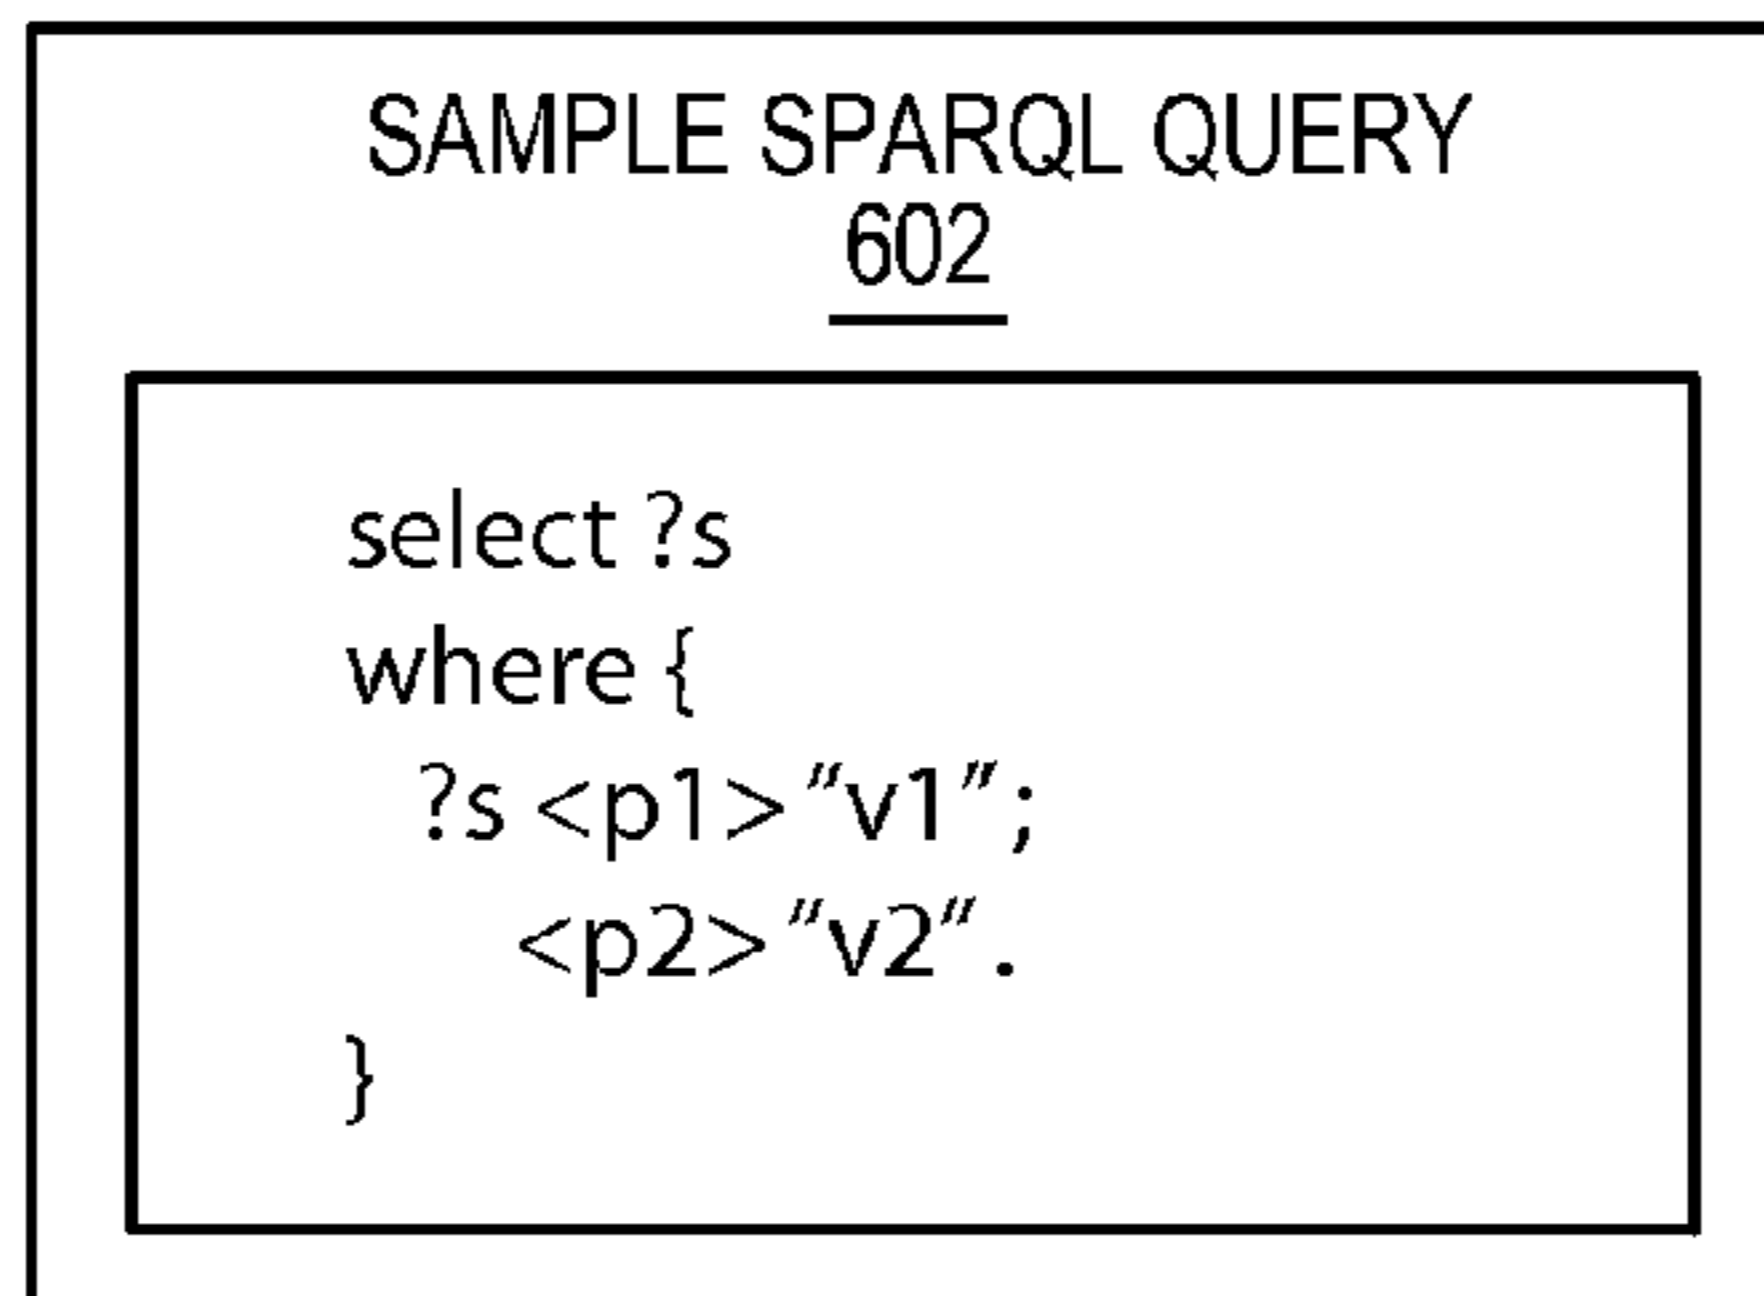 SAMPLE SPARQL QUERY
602
select ?s
where {
?s <p1> "v1";
<p2> "v2".
}